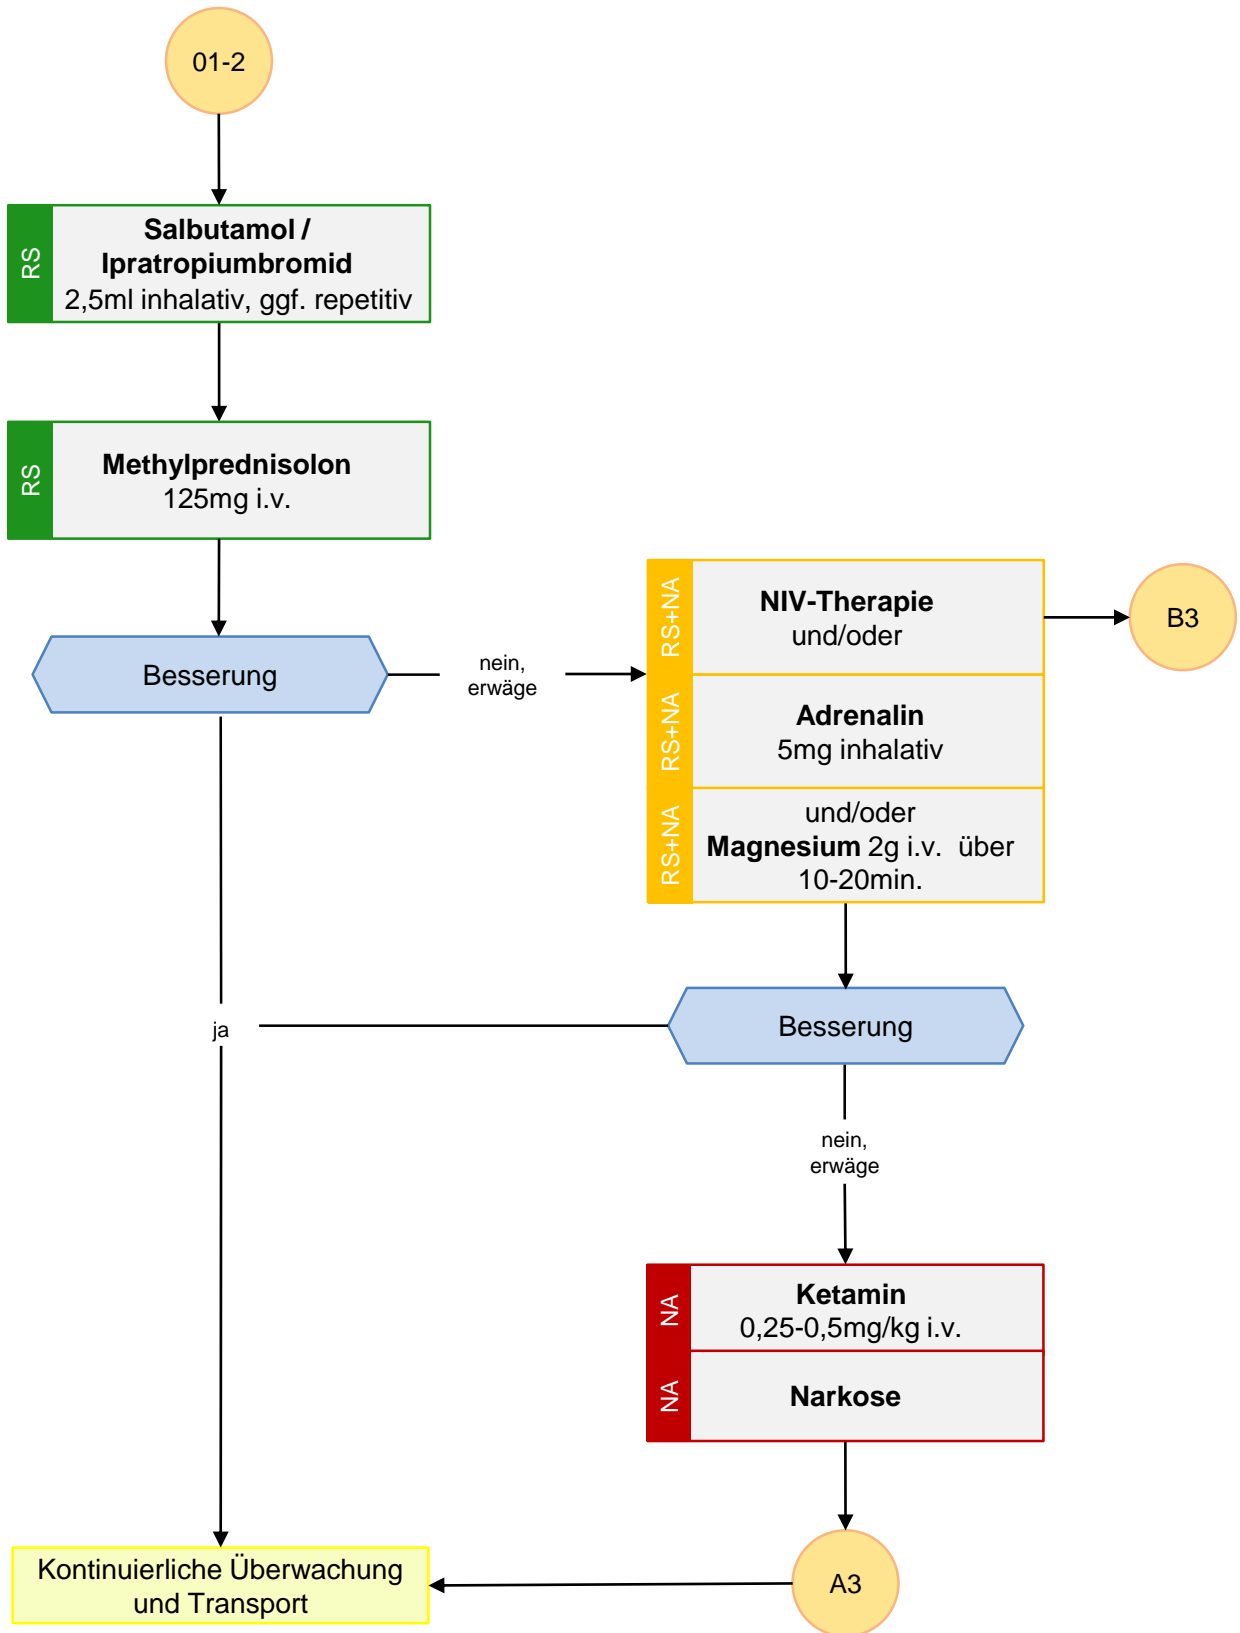 01-2
RS
Salbutamol /
Ipratropiumbromid
2,5ml inhalativ, ggf. repetitiv
RS
Methylprednisolon
125mg i.v.
Besserung
nein,
erwäge
RS+NA
NIV-Therapie
und/oder
B3
RS+NA
Adrenalin
5mg inhalativ
RS+NA
und/oder
Magnesium 2g i.v. über
10-20min.
ja
Besserung
nein,
erwäge
NA
Ketamin
0,25-0,5mg/kg i.v.
NA
Narkose
Kontinuierliche Überwachung
und Transport
A3